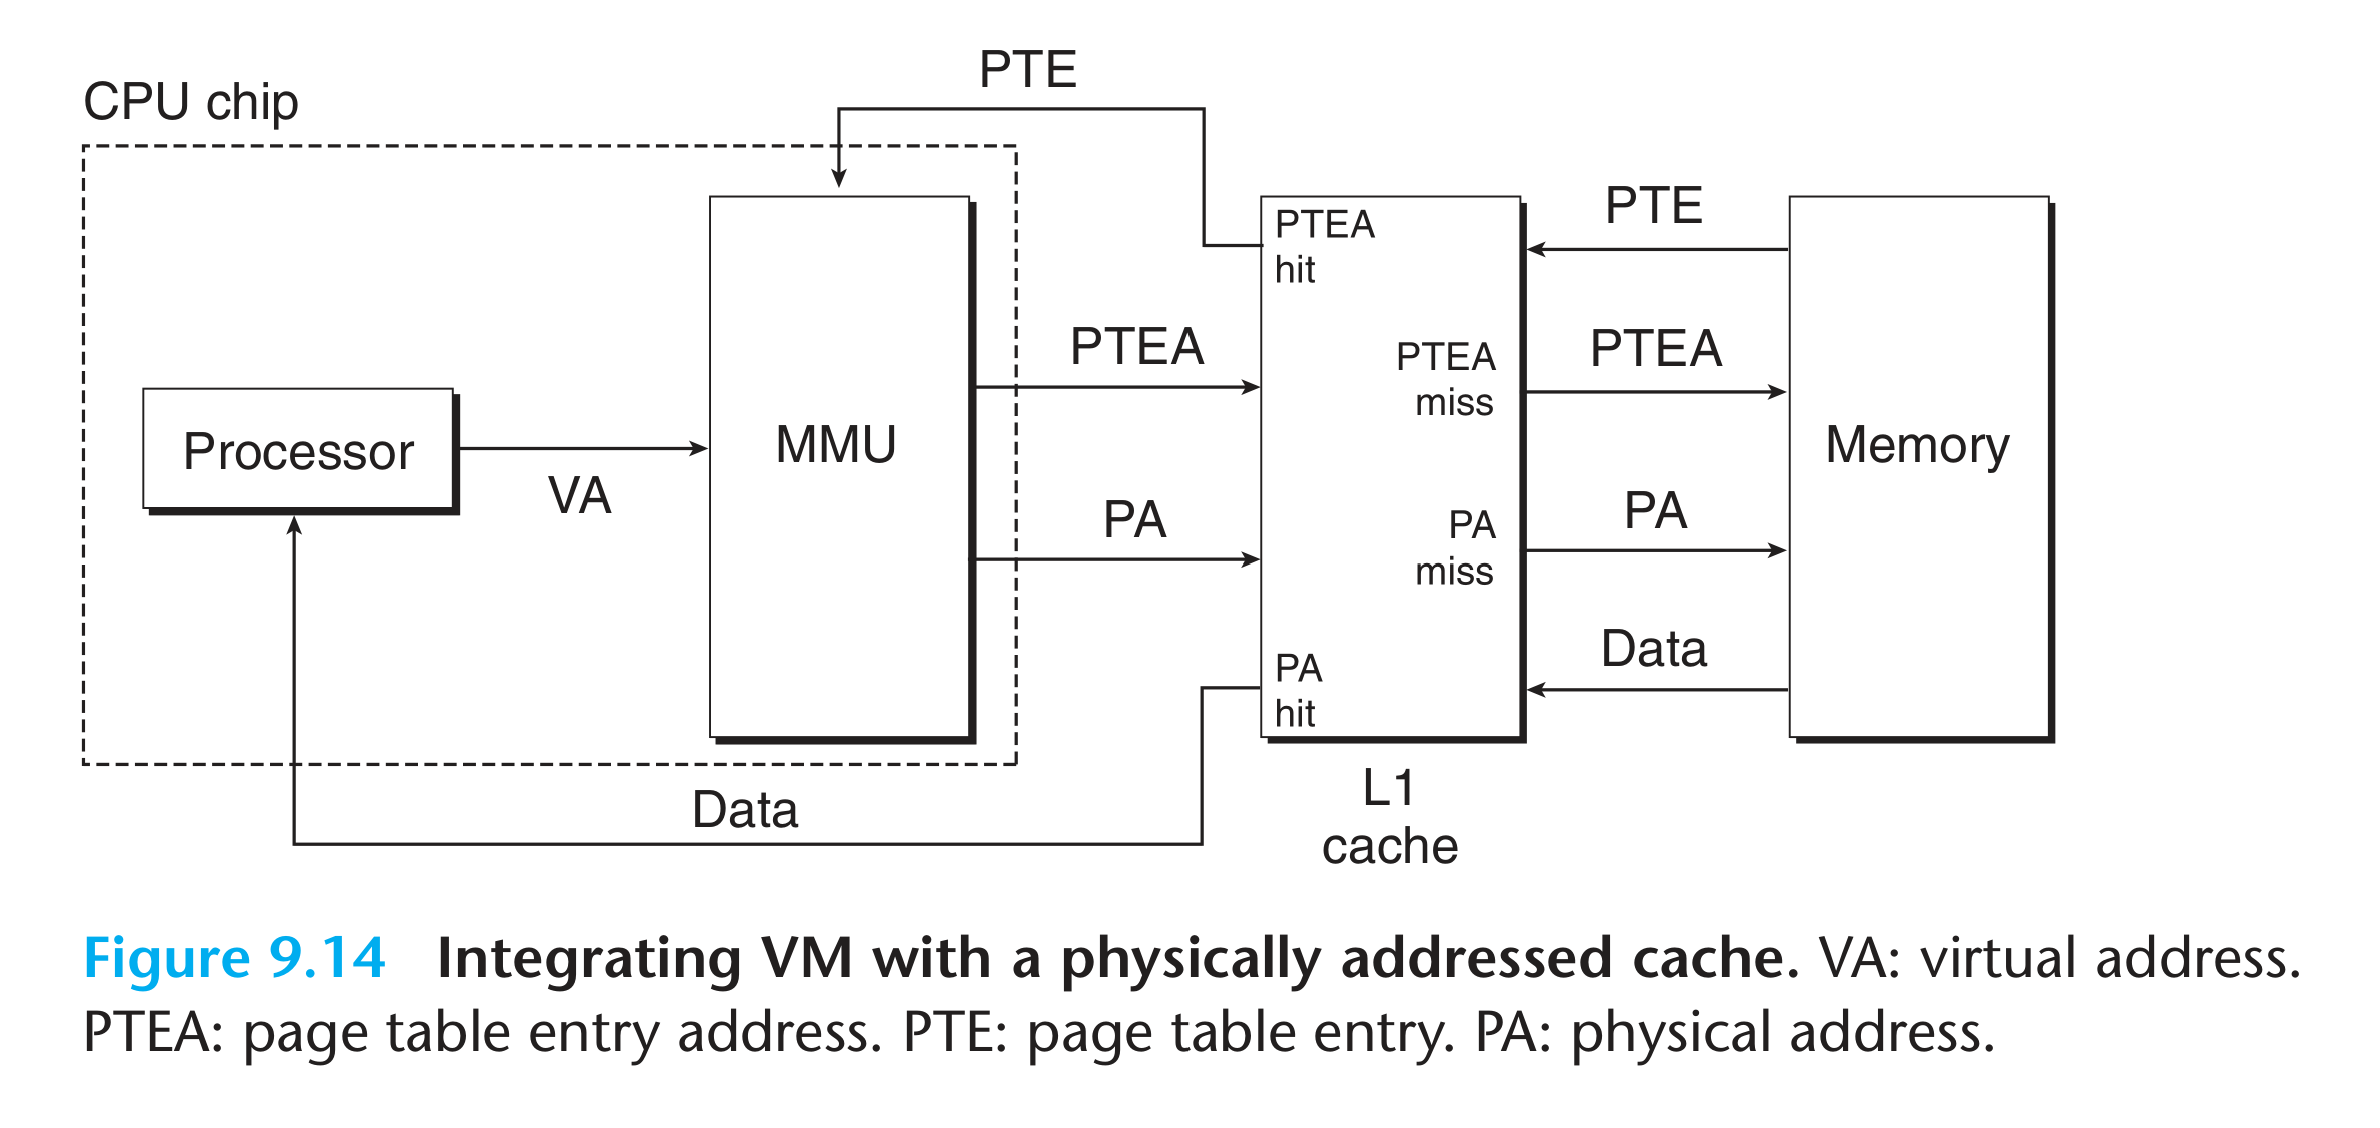 PTE
CPU chip
PTEA
hit
PTE
PTEA
PTEA
miss
PTEA
Processor
VA
MMU
Memory
PA
PA
miss
PA
PA
hit
Data
Data
L1
cache
Figure 9.14 Integrating VM with a physically addressed cache. VA: virtual address.
PTEA: page table entry address. PTE: page table entry. PA: physical address.